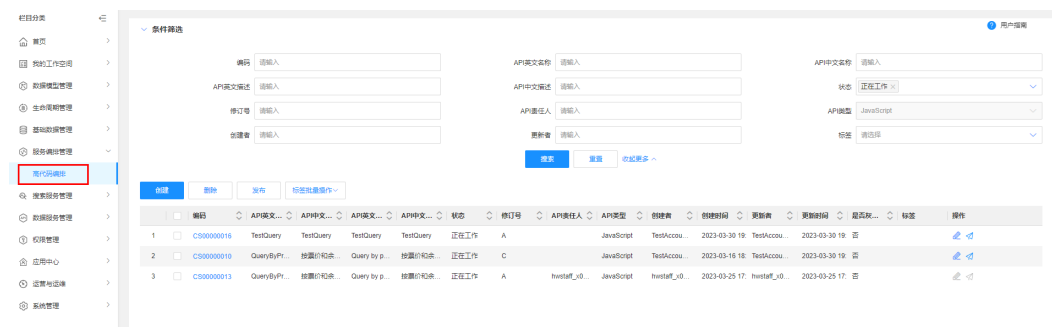 栏目分类
首页
我的工作空间
数据模型管理
生命周期管理
基础数据管理
服务编排管理
高代码编排
搜索服务管理
数据服务管理
权限管理
应用中心
运营与运维
系统管理
条件筛选
用户指南
编码 请输入 API英文名称 请输入 API中文名称 请输入
API英文描述 请输入 API中文描述 请输入 状态 正在工作 ×
修订号 请输入 API责任人 请输入 API类型 JavaScript
创建者 请输入 更新者 请输入 标签 请选择
搜索 重置 收起更多
创建 删除 发布 标签批量操作
编码 API英文... API中文... API英文... API中文... 状态 修订号 API责任人 API类型 创建者 创建时间 更新者 更新时间 是否灰... 标签 操作
1 CS00000016 TestQuery TestQuery TestQuery TestQuery 正在工作 A JavaScript TestAccou... 2023-03-30 19: TestAccou... 2023-03-30 19: 否
2 CS00000010 QueryByPr... 按票价和余... Query by p... 按票价和余... 正在工作 C JavaScript TestAccou... 2023-03-16 18: TestAccou... 2023-03-30 19: 否
3 CS00000013 QueryByPr... 按票价和余... Query by p... 按票价和余... 正在工作 A hwstaff_x0... JavaScript hwstaff_x0... 2023-03-25 17: hwstaff_x0... 2023-03-25 17: 否